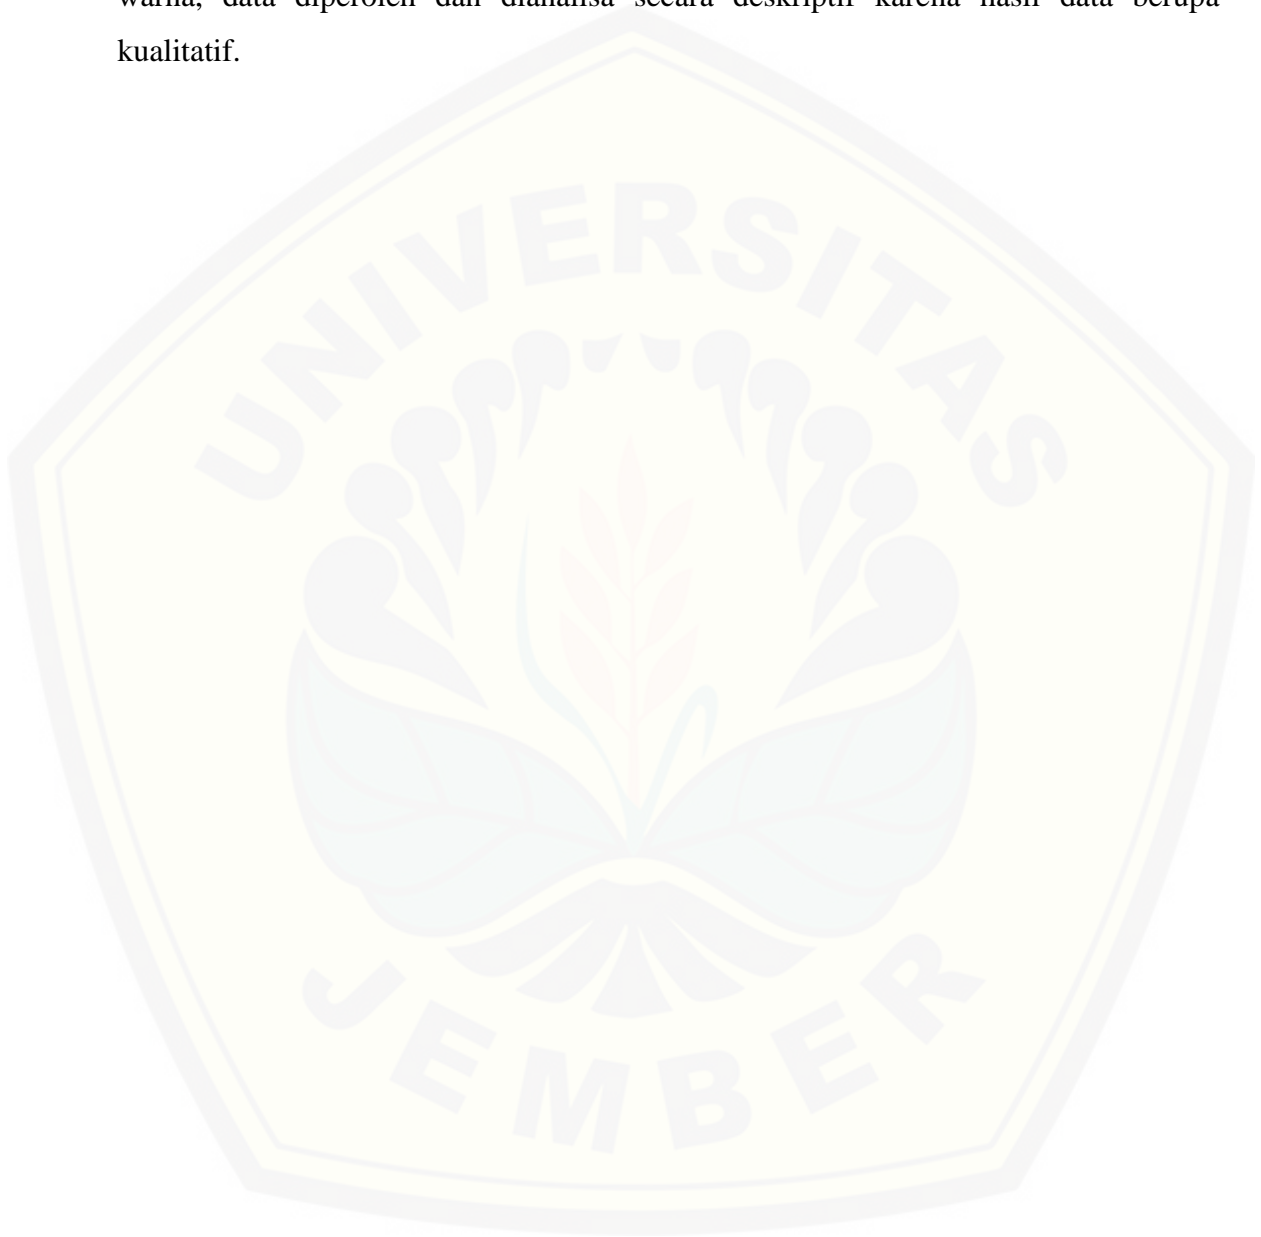 warna, data diperoleh dan dianalisa secara deskriptif karena hasil data berupa
kualitatif.
UNIVERSITAS
JEMBER